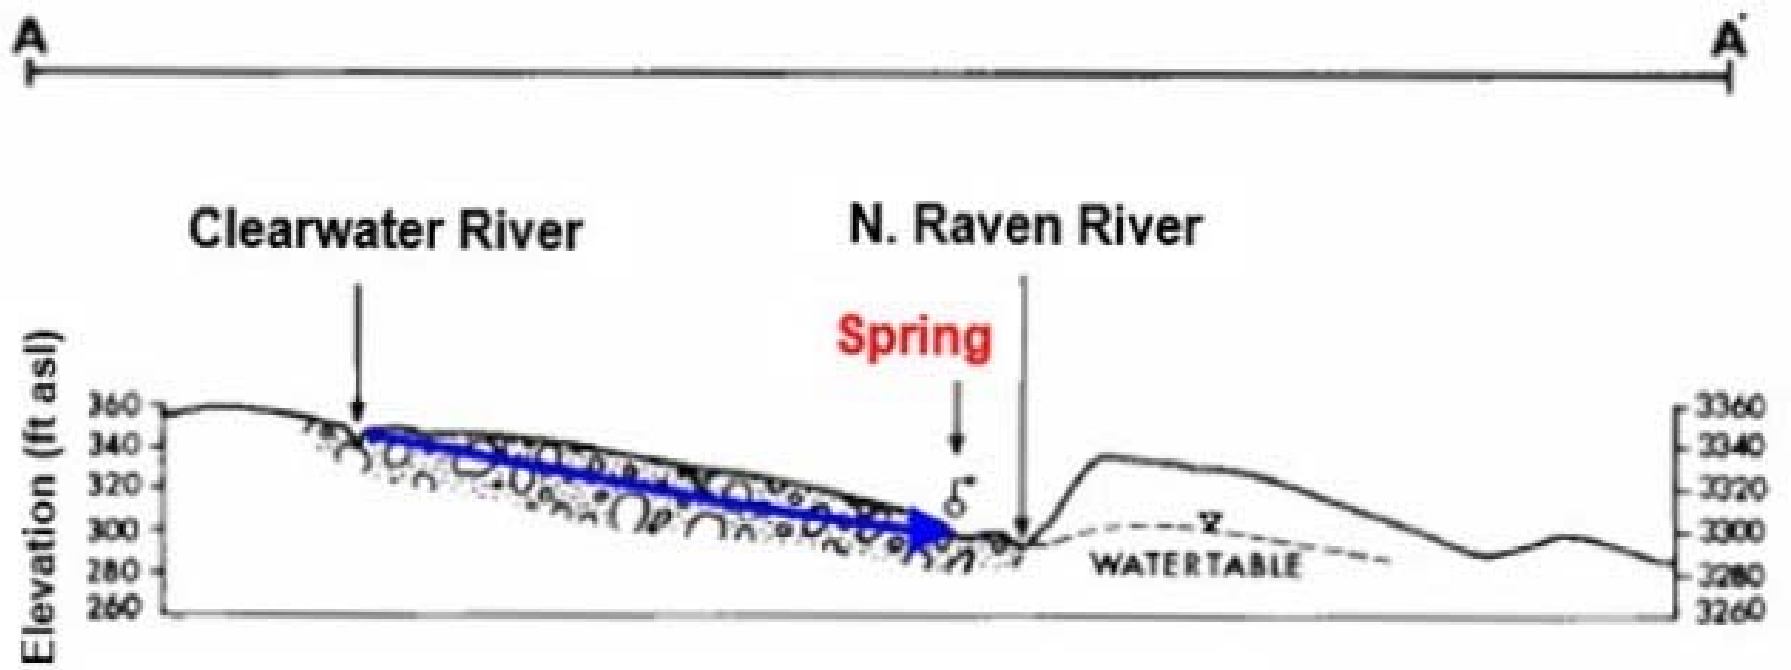 A A'
Clearwater River
N. Raven River
Spring
Elevation (ft asl)
360
340
320
300
280
260
3360
3340
3320
3300
3280
3260
WATERTABLE